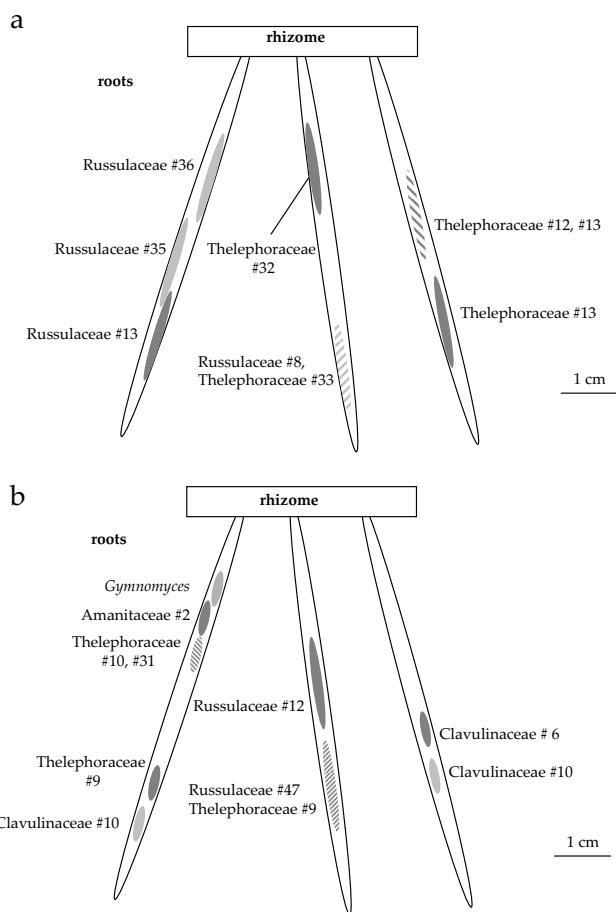 a
rhizome
roots
Russulaceae #36
Russulaceae #35
Russulaceae #13
Thelephoraceae
#32
Russulaceae #8,
Thelephoraceae #33
Thelephoraceae #12, #13
Thelephoraceae #13
1 cm
b
rhizome
roots
Gymnomyces
Amanitaceae #2
Thelephoraceae
#10, #31
Thelephoraceae
#9
Clavulinaceae #10
Russulaceae #12
Russulaceae #47
Thelephoraceae #9
Clavulinaceae # 6
Clavulinaceae #10
1 cm